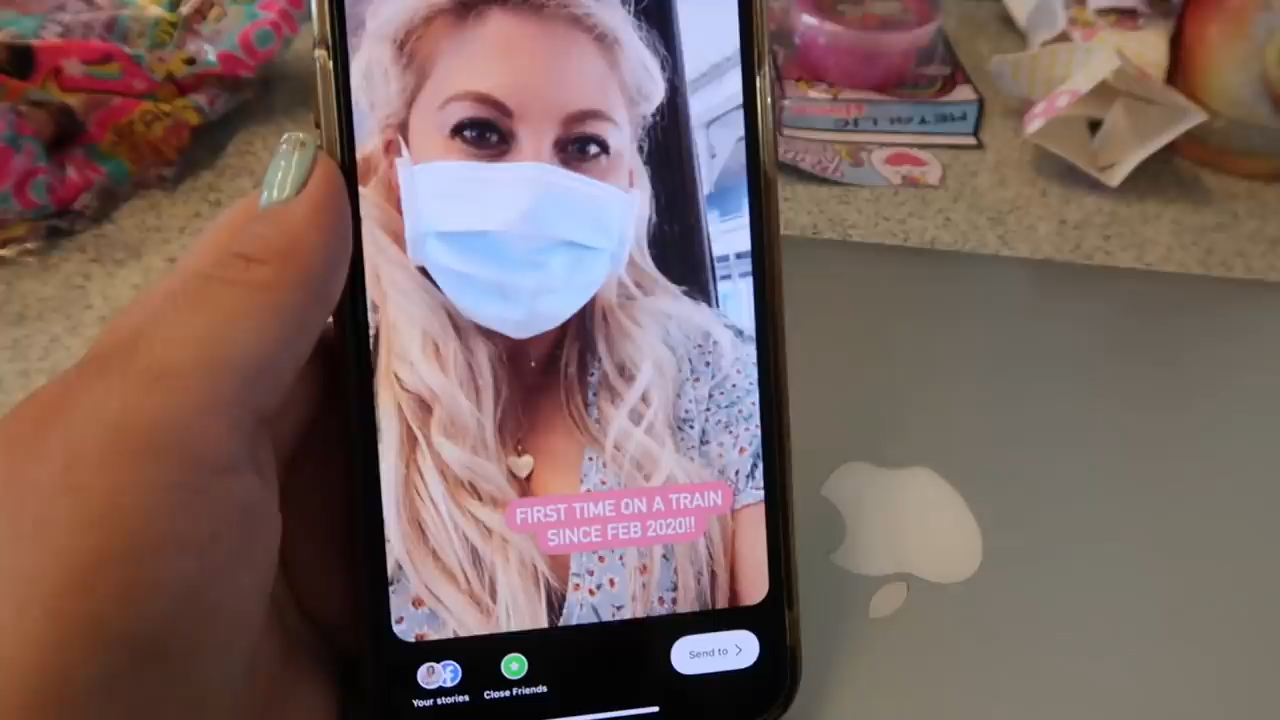 FIRST TIME ON A TRAIN
SINCE FEB 2020!!
Your stories
Close Friends
Send to